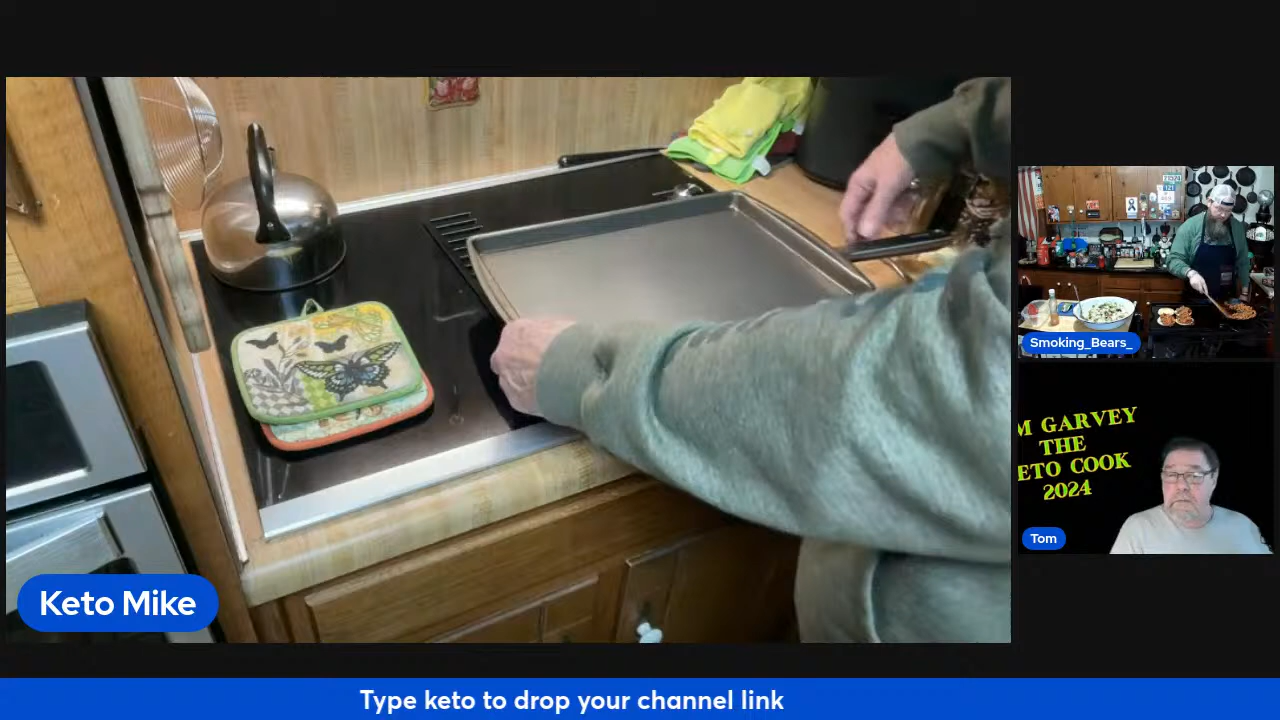 Keto Mike
Smoking_Bears_
M GARVEY
THE
ETO COOK
2024
Tom
Type keto to drop your channel link